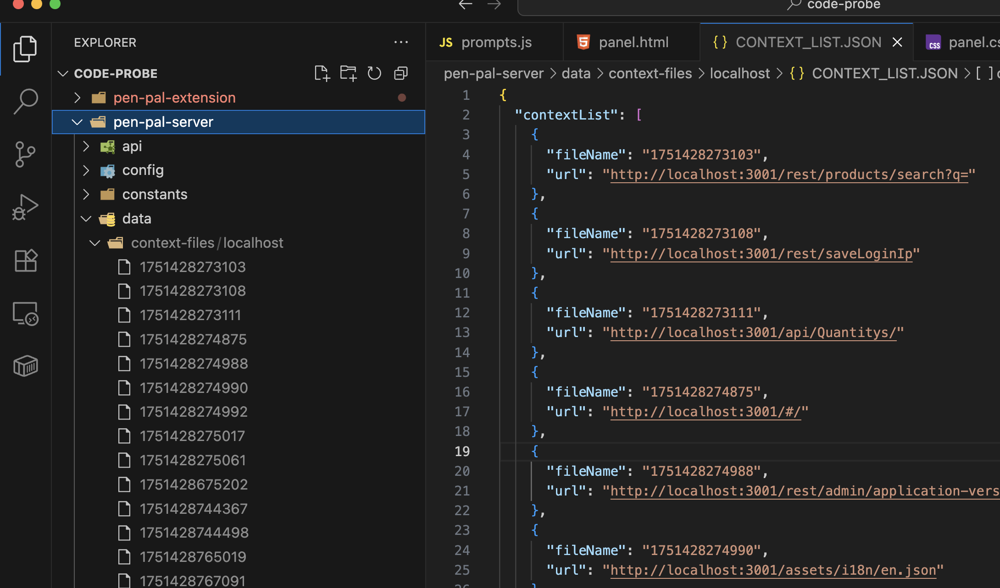 code-probe
EXPLORER
CODE-PROBE
pen-pal-extension
pen-pal-server
api
config
constants
data
context-files/localhost
1751428273103
1751428273108
1751428273111
1751428274875
1751428274988
1751428274990
1751428274992
1751428275017
1751428275061
1751428675202
1751428744367
1751428744498
1751428765019
1751428767091
JS prompts.js
5 panel.html
{} CONTEXT_LIST.JSON
css panel.cs
pen-pal-server > data > context-files > localhost > {} CONTEXT_LIST.JSON > [ ]
1 {
2 "contextList": [
3 {
4 "fileName": "1751428273103",
5 "url": "http://localhost:3001/rest/products/search?q="
6 },
7 {
8 "fileName": "1751428273108",
9 "url": "http://localhost:3001/rest/saveLoginIp"
10 },
11 {
12 "fileName": "1751428273111",
13 "url": "http://localhost:3001/api/Quantitys/"
14 },
15 {
16 "fileName": "1751428274875",
17 "url": "http://localhost:3001/#/"
18 },
19 {
20 "fileName": "1751428274988",
21 "url": "http://localhost:3001/rest/admin/application-vers
22 },
23 {
24 "fileName": "1751428274990",
25 "url": "http://localhost:3001/assets/i18n/en.json"